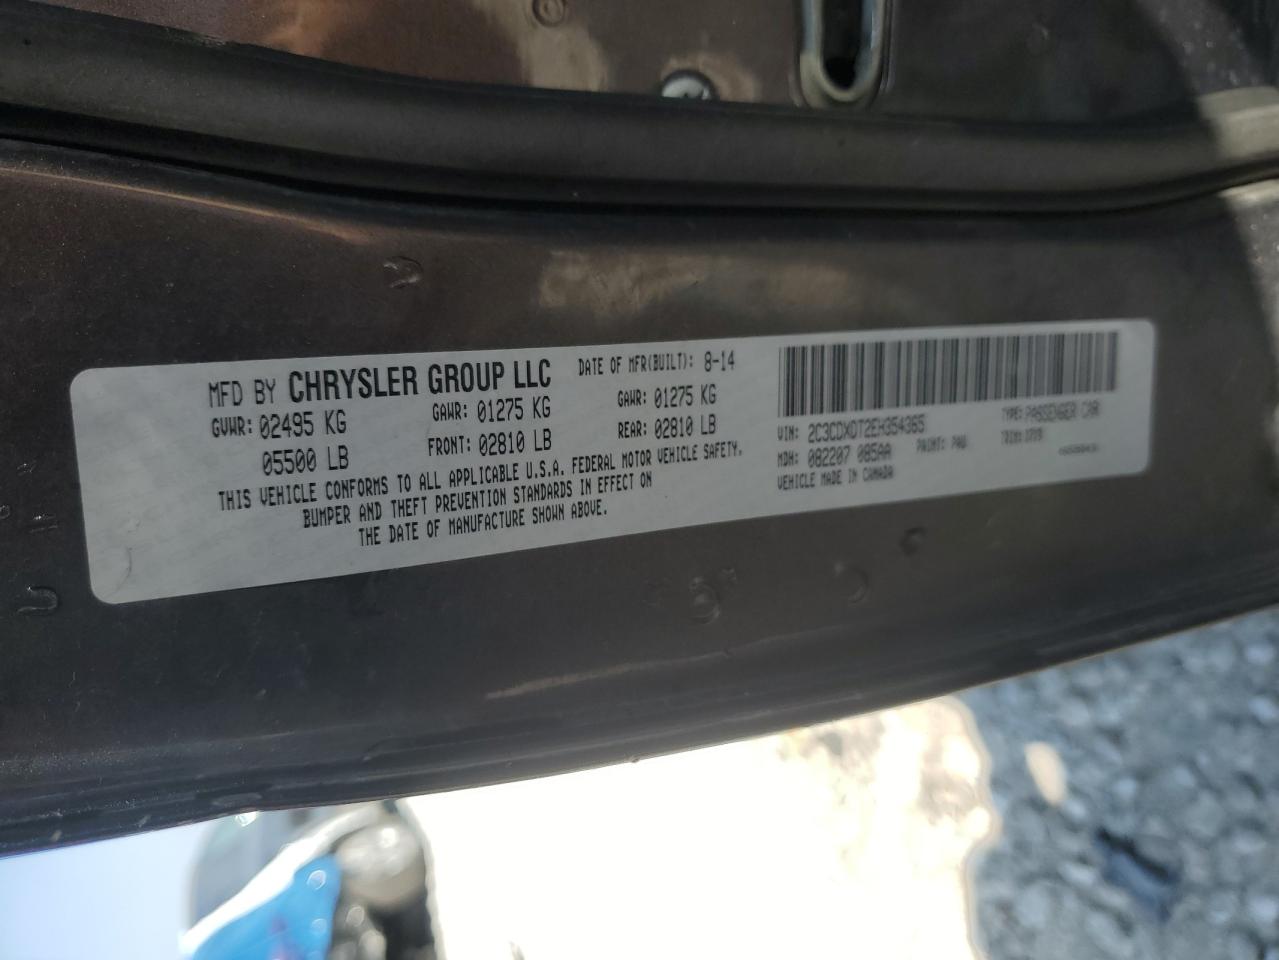 MFD BY CHRYSLER GROUP LLC
DATE OF MFR(BUILT): 8-14
GVWR: 02495 KG
05500 LB
GAWR: 01275 KG
FRONT: 02810 LB
GAWR: 01275 KG
REAR: 02810 LB
THIS VEHICLE CONFORMS TO ALL APPLICABLE U.S.A. FEDERAL MOTOR VEHICLE SAFETY,
BUMPER AND THEFT PREVENTION STANDARDS IN EFFECT ON
THE DATE OF MANUFACTURE SHOWN ABOVE.
VIN: 2C3CDXDT2EH354365
TYPE: PASSENGER CAR
MDH: 082207 085AA
PAINT: PAU
TRIM:
VEHICLE MADE IN CANADA